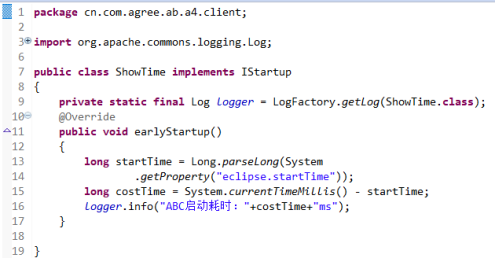 1 package cn.com.agree.ab.a4.client;
2
3 import org.apache.commons.logging.Log;
6
7 public class ShowTime implements IStartup
8 {
9     private static final Log logger = LogFactory.getLog(ShowTime.class);
10     @Override
11     public void earlyStartup()
12     {
13         long startTime = Long.parseLong(System
14                 .getProperty("eclipse.startTime"));
15         long costTime = System.currentTimeMillis() - startTime;
16         logger.info("ABC启动耗时："+costTime+"ms");
17     }
18
19 }